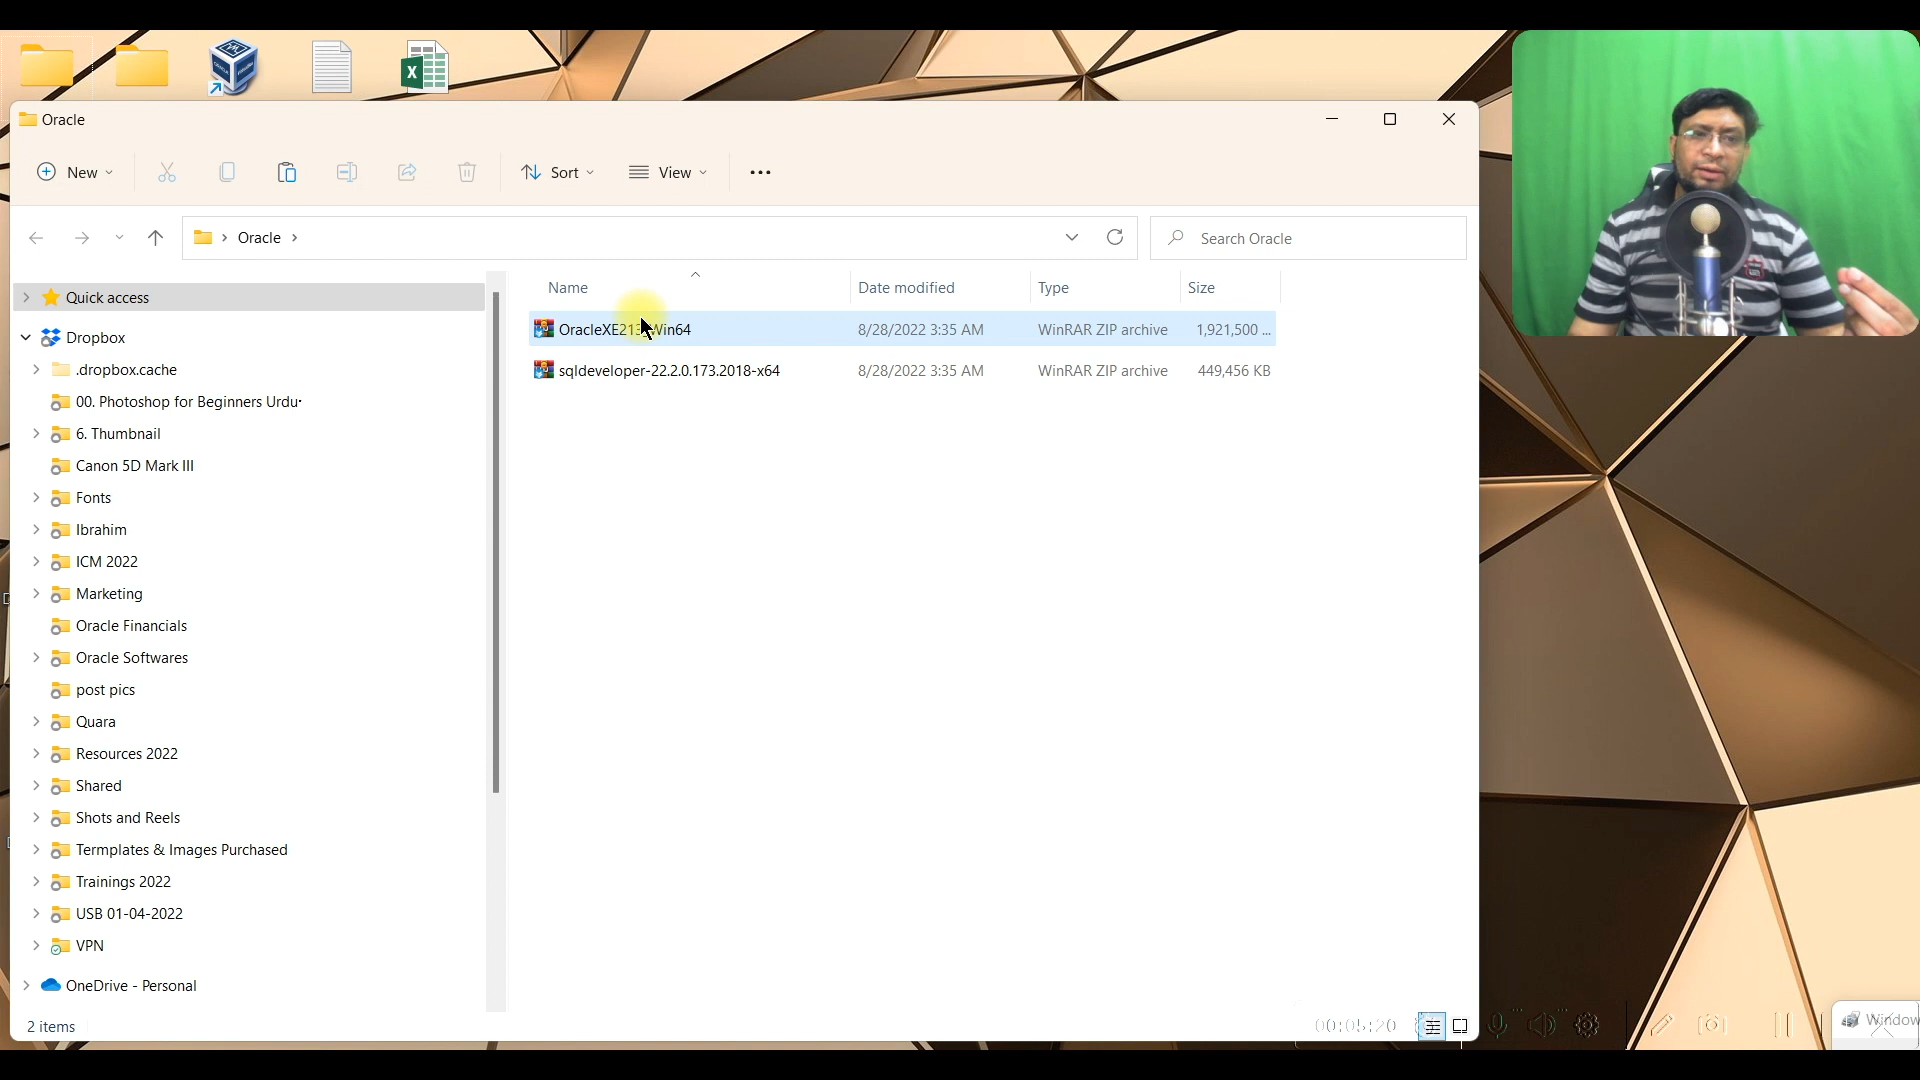 Oracle
New
Sort
View
Oracle
Search Oracle
Name
Date modified
Type
Size
Quick access
OracleXE213_Win64
8/28/2022 3:35 AM
WinRAR ZIP archive
1,921,500 ...
sqldeveloper-22.2.0.173.2018-x64
8/28/2022 3:35 AM
WinRAR ZIP archive
449,456 KB
Dropbox
.dropbox.cache
00. Photoshop for Beginners Urdu
6. Thumbnail
Canon 5D Mark III
Fonts
Ibrahim
ICM 2022
Marketing
Oracle Financials
Oracle Softwares
post pics
Quara
Resources 2022
Shared
Shots and Reels
Termplates & Images Purchased
Trainings 2022
USB 01-04-2022
VPN
OneDrive - Personal
2 items
00:05:20
Window